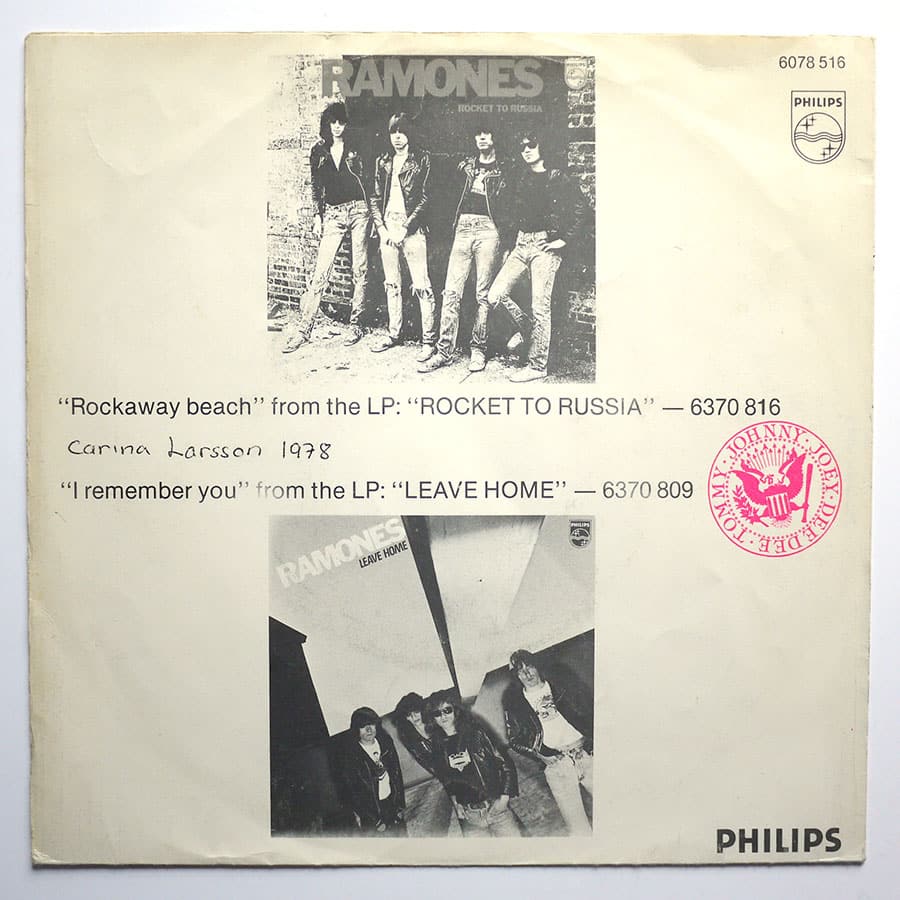 6078 516
PHILIPS
RAMONES
ROCKET TO RUSSIA
PHILIPS
“Rockaway beach” from the LP: “ROCKET TO RUSSIA” — 6370 816
Carina Larsson 1978
“I remember you” from the LP: “LEAVE HOME” — 6370 809
JOHNNY · JOEY · DEE DEE · TOMMY ·
RAMONES
LEAVE HOME
PHILIPS
PHILIPS